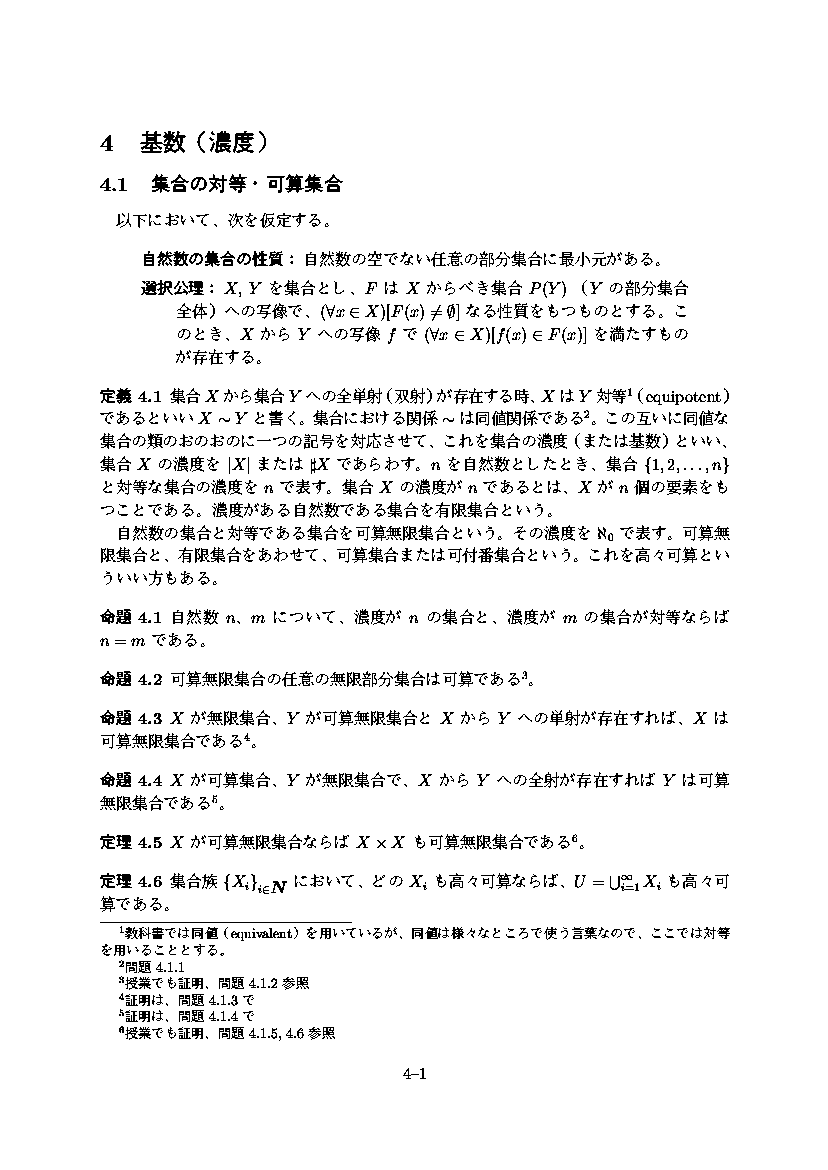 4 基数（濃度）
4.1 集合の対等・可算集合
以下において、次を仮定する。
自然数の集合の性質： 自然数の空でない任意の部分集合に最小元がある。
選択公理： X, Y を集合とし、F は X からべき集合 P(Y) （Y の部分集合
全体）への写像で、(∀x ∈ X)[F(x) ≠ ∅] なる性質をもつものとする。こ
のとき、X から Y への写像 f で (∀x ∈ X)[f(x) ∈ F(x)] を満たすもの
が存在する。
定義 4.1 集合 X から集合 Y への全単射（双射）が存在する時、X は Y 対等¹（equipotent）
であるといい X ∼ Y と書く。集合における関係 ∼ は同値関係である²。この互いに同値な
集合の類のおのおのに一つの記号を対応させて、これを集合の濃度（または基数）といい、
集合 X の濃度を |X| または ♯X であらわす。n を自然数としたとき、集合 {1, 2, . . . , n}
と対等な集合の濃度を n で表す。集合 X の濃度が n であるとは、X が n 個の要素をも
つことである。濃度がある自然数である集合を有限集合という。
自然数の集合と対等である集合を可算無限集合という。その濃度を ℵ₀ で表す。可算無
限集合と、有限集合をあわせて、可算集合または可付番集合という。これを高々可算とい
ういい方もある。
命題 4.1 自然数 n、m について、濃度が n の集合と、濃度が m の集合が対等ならば
n = m である。
命題 4.2 可算無限集合の任意の無限部分集合は可算である³。
命題 4.3 X が無限集合、Y が可算無限集合と X から Y への単射が存在すれば、X は
可算無限集合である⁴。
命題 4.4 X が可算集合、Y が無限集合で、X から Y への全射が存在すれば Y は可算
無限集合である⁵。
定理 4.5 X が可算無限集合ならば X × X も可算無限集合である⁶。
定理 4.6 集合族 {Xᵢ}ᵢ∈N において、どの Xᵢ も高々可算ならば、U = ⋃_{i=1}^{∞} Xᵢ も高々可
算である。
¹教科書では同値（equivalent）を用いているが、同値は様々なところで使う言葉なので、ここでは対等
を用いることとする。
²問題 4.1.1
³授業でも証明、問題 4.1.2 参照
⁴証明は、問題 4.1.3 で
⁵証明は、問題 4.1.4 で
⁶授業でも証明、問題 4.1.5, 4.6 参照
4–1